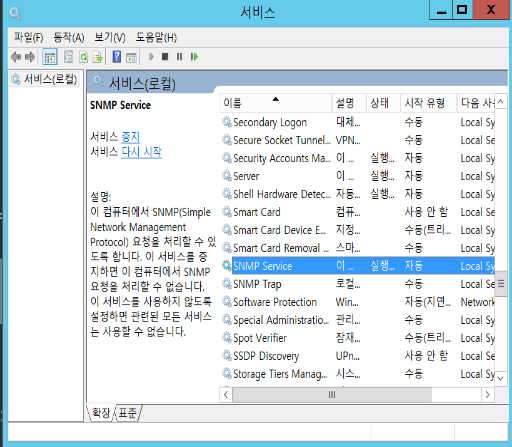 서비스
파일(F) 동작(A) 보기(V) 도움말(H)
서비스(로컬)
서비스(로컬)
SNMP Service
서비스 중지
서비스 다시 시작
설명:
이 컴퓨터에서 SNMP(Simple
Network Management
Protocol) 요청을 처리할 수 있
도록 합니다. 이 서비스를 중
지하면 이 컴퓨터에서 SNMP
요청을 처리할 수 없습니다.
이 서비스를 사용하지 않도록
설정하면 관련된 모든 서비스
는 사용할 수 없습니다.
이름 설명 상태 시작 유형 다음 사용
Secondary Logon 대체... 수동 Local Sy
Secure Socket Tunnel... VPN... 수동 Local Se
Security Accounts Ma... 이 ... 실행... 자동 Local Sy
Server 이 ... 실행... 자동 Local Sy
Shell Hardware Detec... 자동... 실행... 자동 Local Sy
Smart Card 컴퓨... 사용 안 함 Local Se
Smart Card Device E... 지정... 수동(트리... Local Sy
Smart Card Removal ... 스마... 수동 Local Sy
SNMP Service 이 ... 실행... 자동 Local Sy
SNMP Trap 로컬... 수동 Local Se
Software Protection Win... 자동(지연... Network
Special Administratio... 관리... 수동 Local Sy
Spot Verifier 잠재... 수동(트리... Local Sy
SSDP Discovery UPn... 사용 안 함 Local Se
Storage Tiers Manag... 시스... 수동 Local Sy
확장 표준